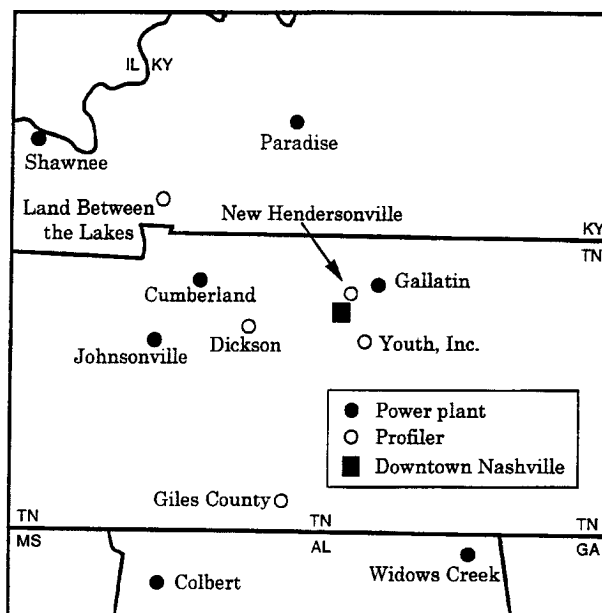 IL KY
Paradise
Shawnee
Land Between
the Lakes
New Hendersonville
KY
TN
Cumberland
Gallatin
Johnsonville
Dickson
Youth, Inc.
Power plant
Profiler
Downtown Nashville
Giles County
TN TN TN
MS AL GA
Colbert
Widows Creek